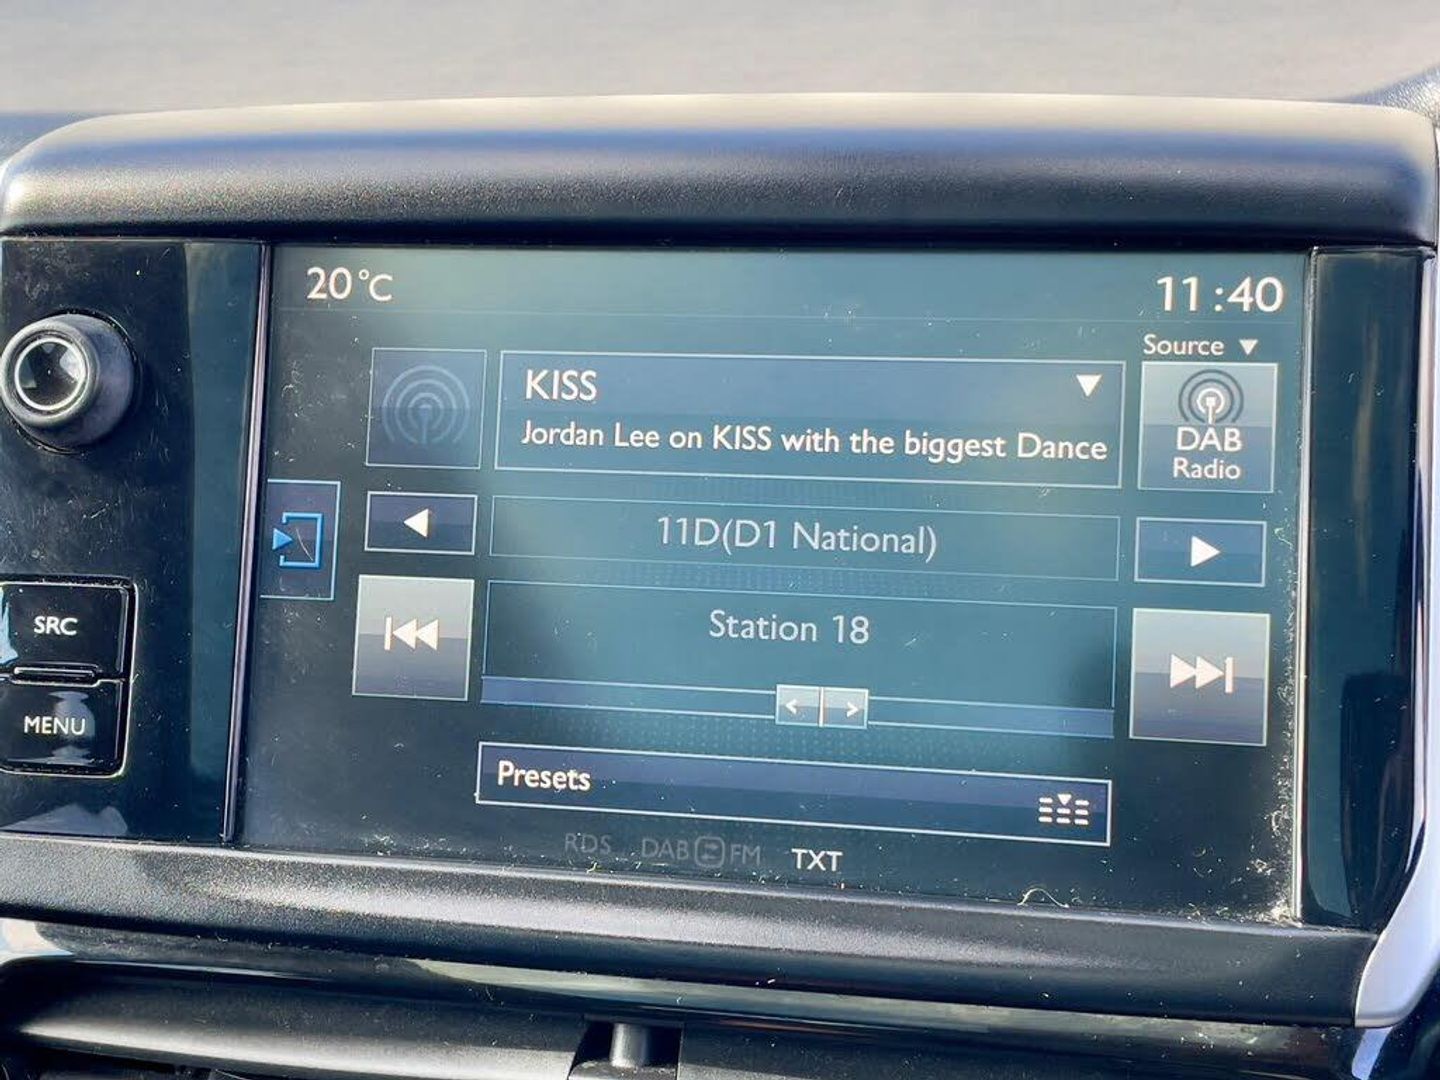 20°C
11:40
Source
KISS
Jordan Lee on KISS with the biggest Dance
DAB
Radio
11D(D1 National)
Station 18
SRC
MENU
Presets
RDS DAB FM TXT